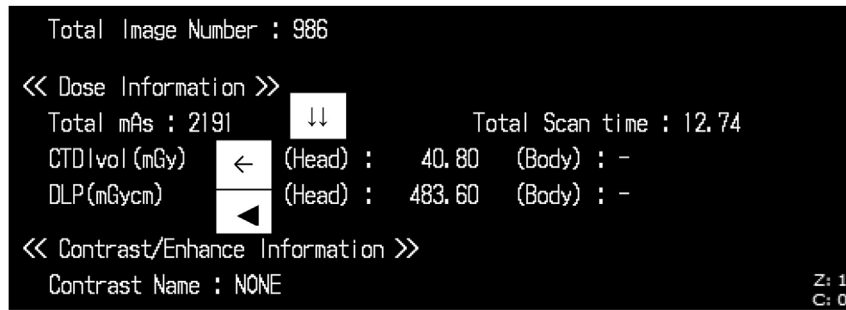 Total Image Number : 986
<< Dose Information >>
Total mAs : 2191 ↓↓ Total Scan time : 12.74
CTDIvol(mGy) ← (Head) : 40.80 (Body) : -
DLP(mGycm) ◀ (Head) : 483.60 (Body) : -
<< Contrast/Enhance Information >>
Contrast Name : NONE
Z: 1
C: 0